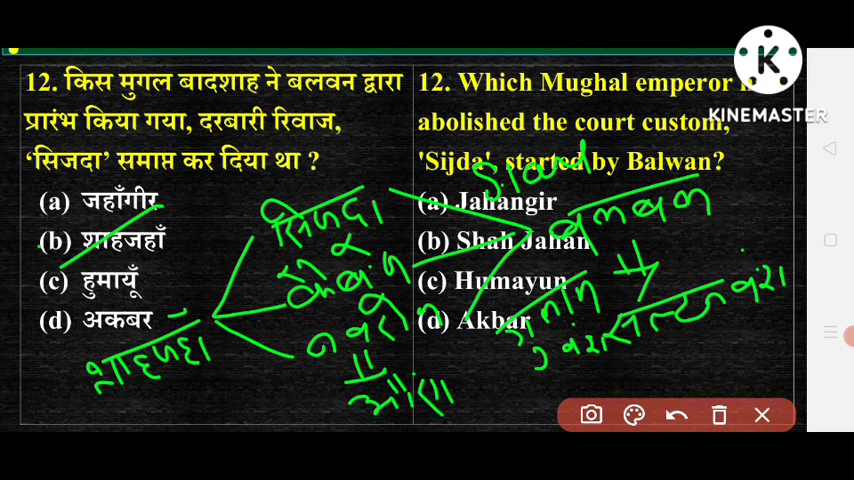 12. किस मुगल बादशाह ने बलवन द्वारा
प्रारंभ किया गया, दरबारी रिवाज,
‘सिजदा’ समाप्त कर दिया था ?
(a) जहाँगीर
(b) शाहजहाँ
(c) हुमायूँ
(d) अकबर
12. Which Mughal emperor
abolished the court custom,
'Sijda', started by Balwan?
(a) Jahangir
(b) Shah Jahan
(c) Humayun
(d) Akbar
KINEMASTER
सिजदा
बलबन
शाहजहां